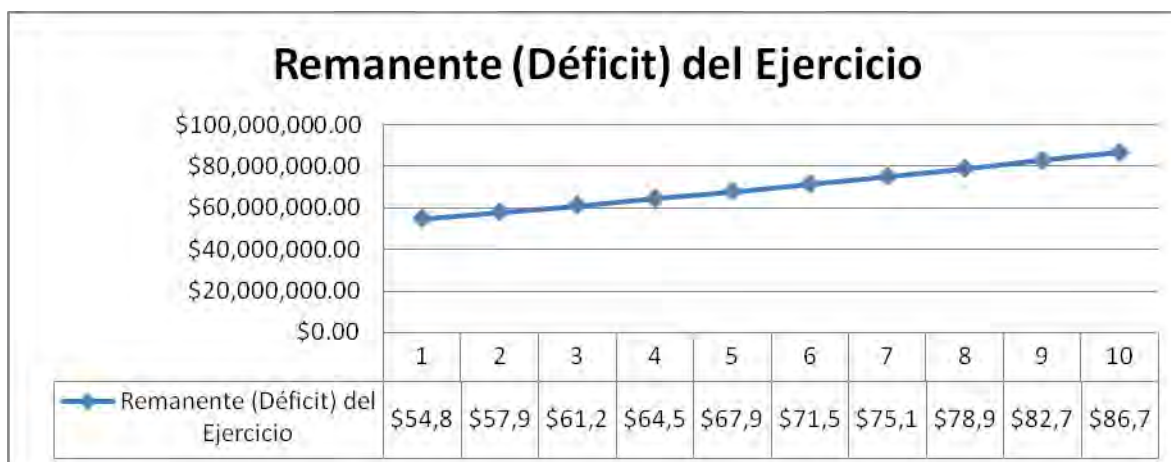 Remanente (Déficit) del Ejercicio
$100,000,000.00
$80,000,000.00
$60,000,000.00
$40,000,000.00
$20,000,000.00
$0.00
1 2 3 4 5 6 7 8 9 10
Remanente (Déficit) del
Ejercicio
$54,8 $57,9 $61,2 $64,5 $67,9 $71,5 $75,1 $78,9 $82,7 $86,7